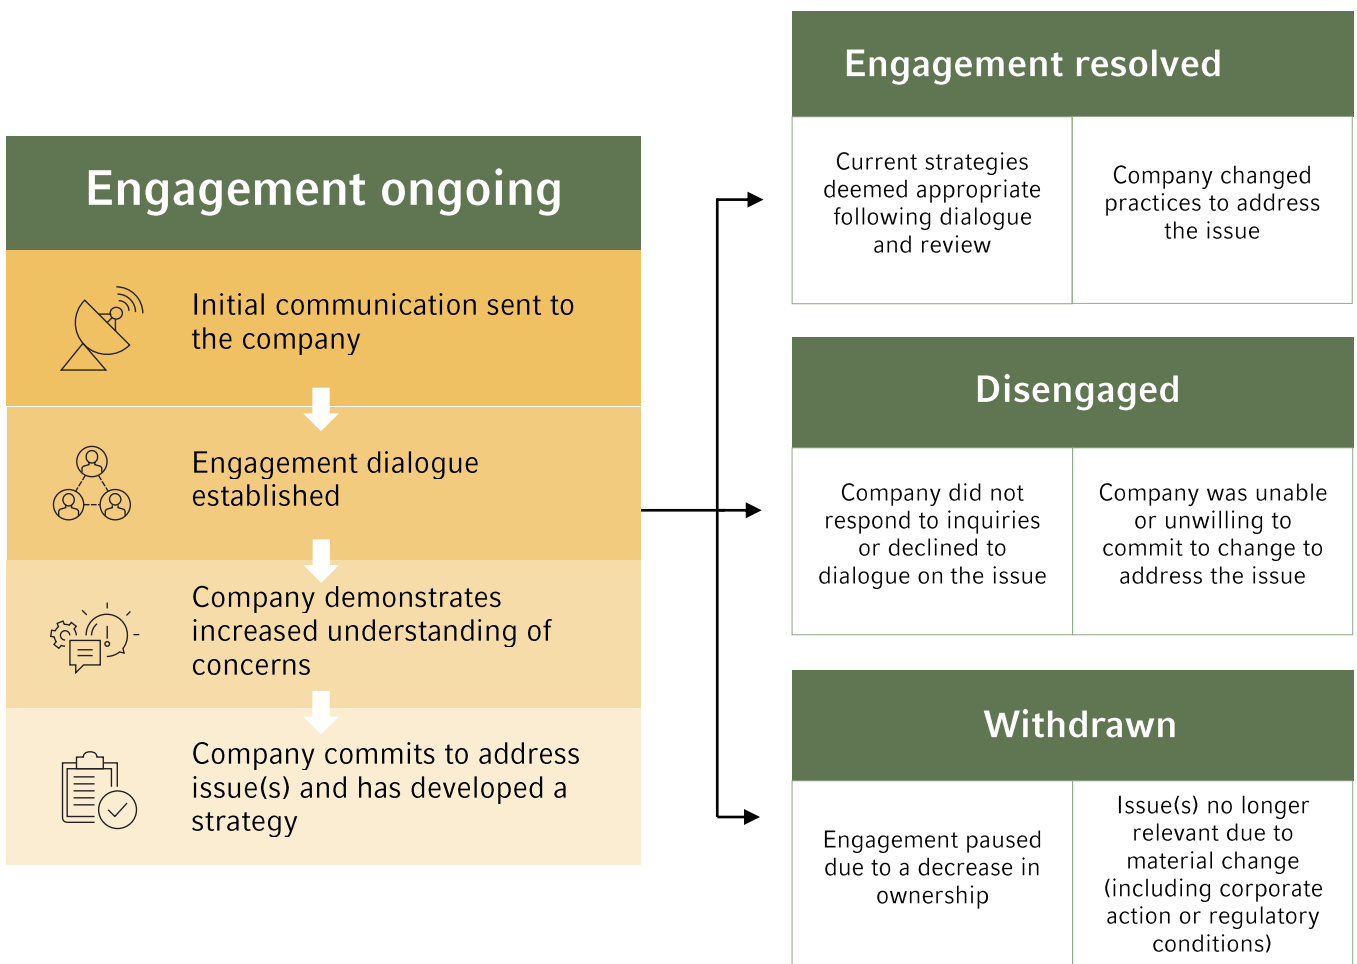 Engagement ongoing
Initial communication sent to
the company
Engagement dialogue
established
Company demonstrates
increased understanding of
concerns
Company commits to address
issue(s) and has developed a
strategy
Engagement resolved
Current strategies
deemed appropriate
following dialogue
and review
Company changed
practices to address
the issue
Disengaged
Company did not
respond to inquiries
or declined to
dialogue on the issue
Company was unable
or unwilling to
commit to change to
address the issue
Withdrawn
Engagement paused
due to a decrease in
ownership
Issue(s) no longer
relevant due to
material change
(including corporate
action or regulatory
conditions)